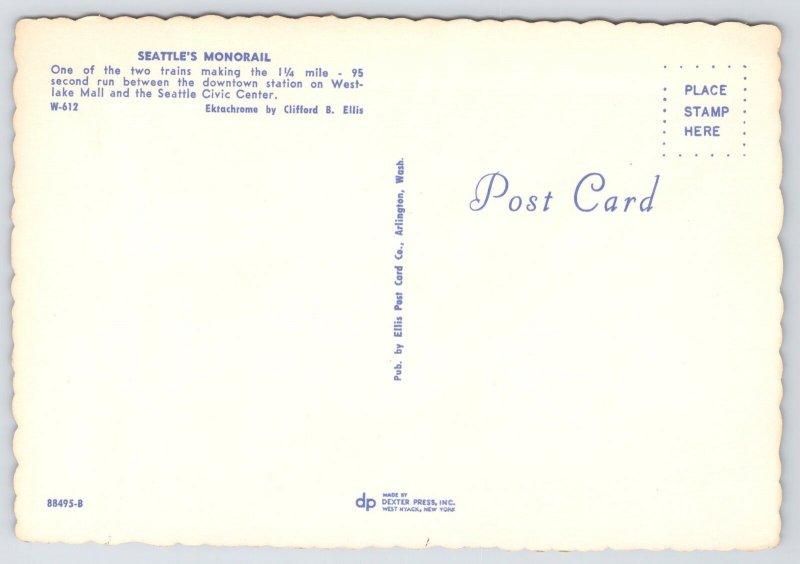 SEATTLE'S MONORAIL
One of the two trains making the 1¼ mile - 95
second run between the downtown station on West-
lake Mall and the Seattle Civic Center.
W-612 Ektachrome by Clifford B. Ellis
PLACE
STAMP
HERE
Post Card
Pub. by Ellis Post Card Co., Arlington, Wash.
88495-B
dp
MADE BY
DEXTER PRESS, INC.
WEST NYACK, NEW YORK